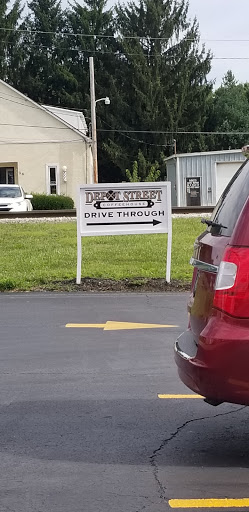 DEPOT STREET
COFFEEHOUSE
DRIVE THROUGH